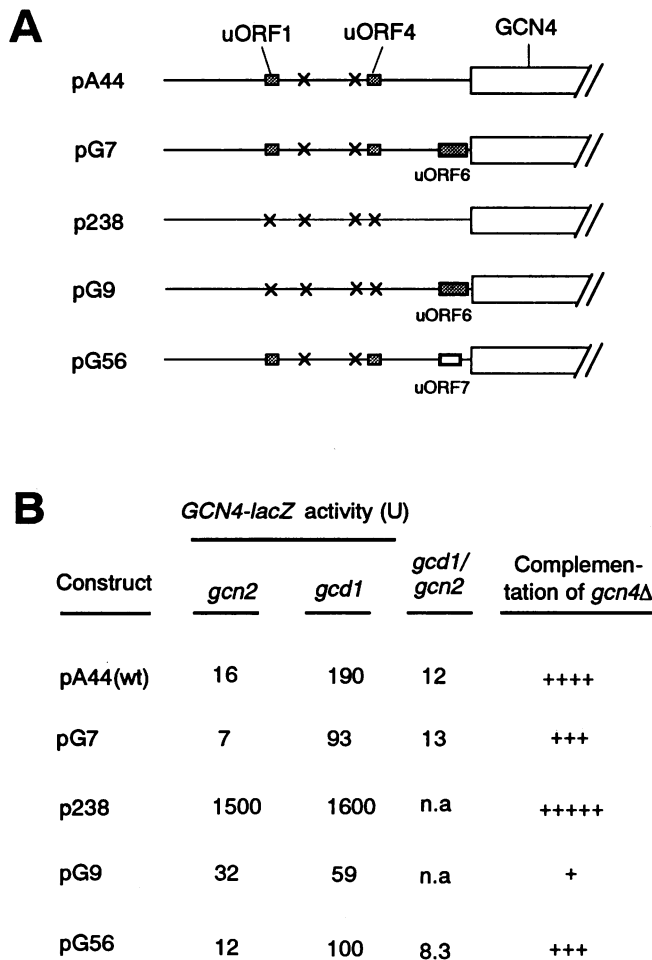 A
uORF1 uORF4 GCN4
pA44
pG7
uORF6
p238
pG9
uORF6
pG56
uORF7
B
GCN4-lacZ activity (U)
Construct gcn2 gcd1 gcd1/gcn2 Complemen-
tation of gcn4Δ
pA44(wt) 16 190 12 ++++
pG7 7 93 13 +++
p238 1500 1600 n.a +++++
pG9 32 59 n.a +
pG56 12 100 8.3 +++